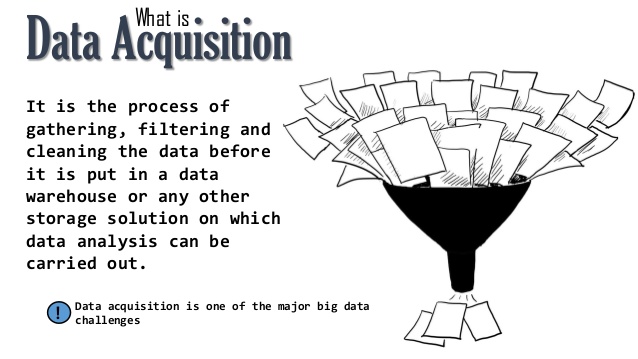 What is
Data Acquisition
It is the process of
gathering, filtering and
cleaning the data before
it is put in a data
warehouse or any other
storage solution on which
data analysis can be
carried out.
! Data acquisition is one of the major big data
challenges